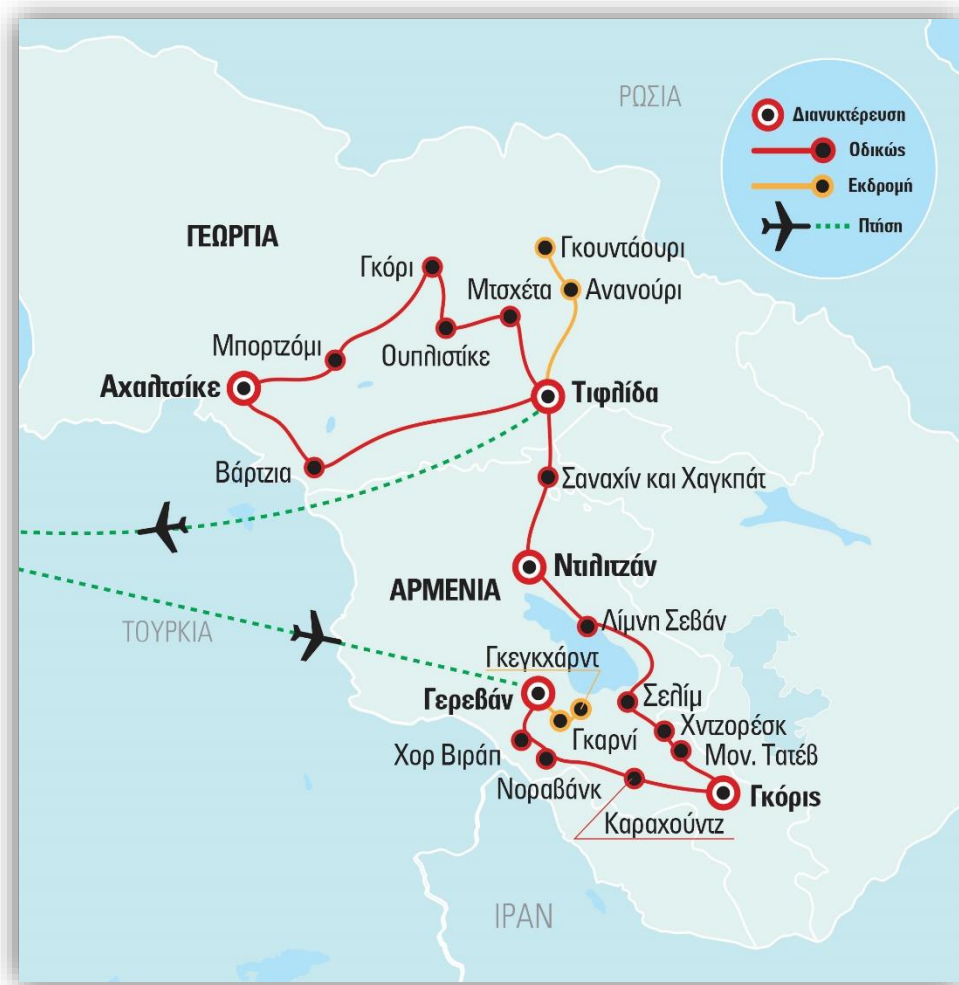 ΡΩΣΙΑ
Διανυκτέρευση
Οδικώς
Εκδρομή
Πτήση
ΓΕΩΡΓΙΑ
Γκουντάουρι
Γκόρι
Μτσχέτα
Ανανούρι
Μπορτζόμι
Ουπλιστίκε
Αχαλτσίκε
Τιφλίδα
Βάρτζια
Σαναχίν και Χαγκπάτ
Ντιλιτζάν
ΑΡΜΕΝΙΑ
Λίμνη Σεβάν
ΤΟΥΡΚΙΑ
Γκεγκχάρντ
Γερεβάν
Σελίμ
Χντζορέσκ
Γκαρνί
Χορ Βιράπ
Μον. Τατέβ
Νοραβάνκ
Γκόρις
Καραχούντζ
ΙΡΑΝ